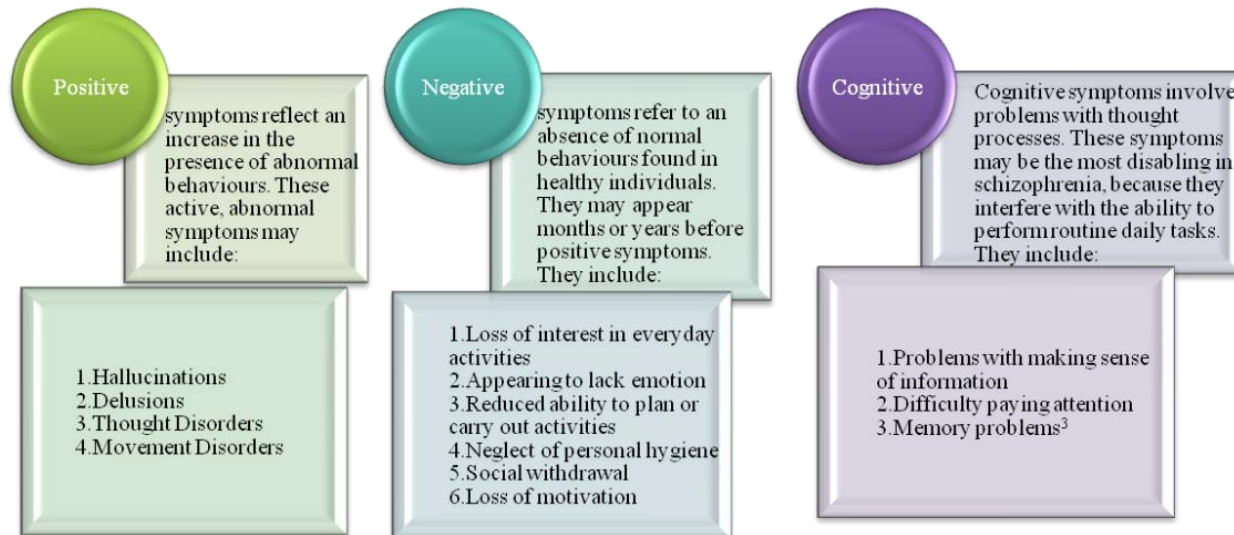 Positive
symptoms reflect an
increase in the
presence of abnormal
behaviours. These
active, abnormal
symptoms may
include:
1.Hallucinations
2.Delusions
3.Thought Disorders
4.Movement Disorders
Negative
symptoms refer to an
absence of normal
behaviours found in
healthy individuals.
They may appear
months or years before
positive symptoms.
They include:
1.Loss of interest in everyday
activities
2.Appearing to lack emotion
3.Reduced ability to plan or
carry out activities
4.Neglect of personal hygiene
5.Social withdrawal
6.Loss of motivation
Cognitive
Cognitive symptoms involve
problems with thought
processes. These symptoms
may be the most disabling in
schizophrenia, because they
interfere with the ability to
perform routine daily tasks.
They include:
1.Problems with making sense
of information
2.Difficulty paying attention
3.Memory problems³